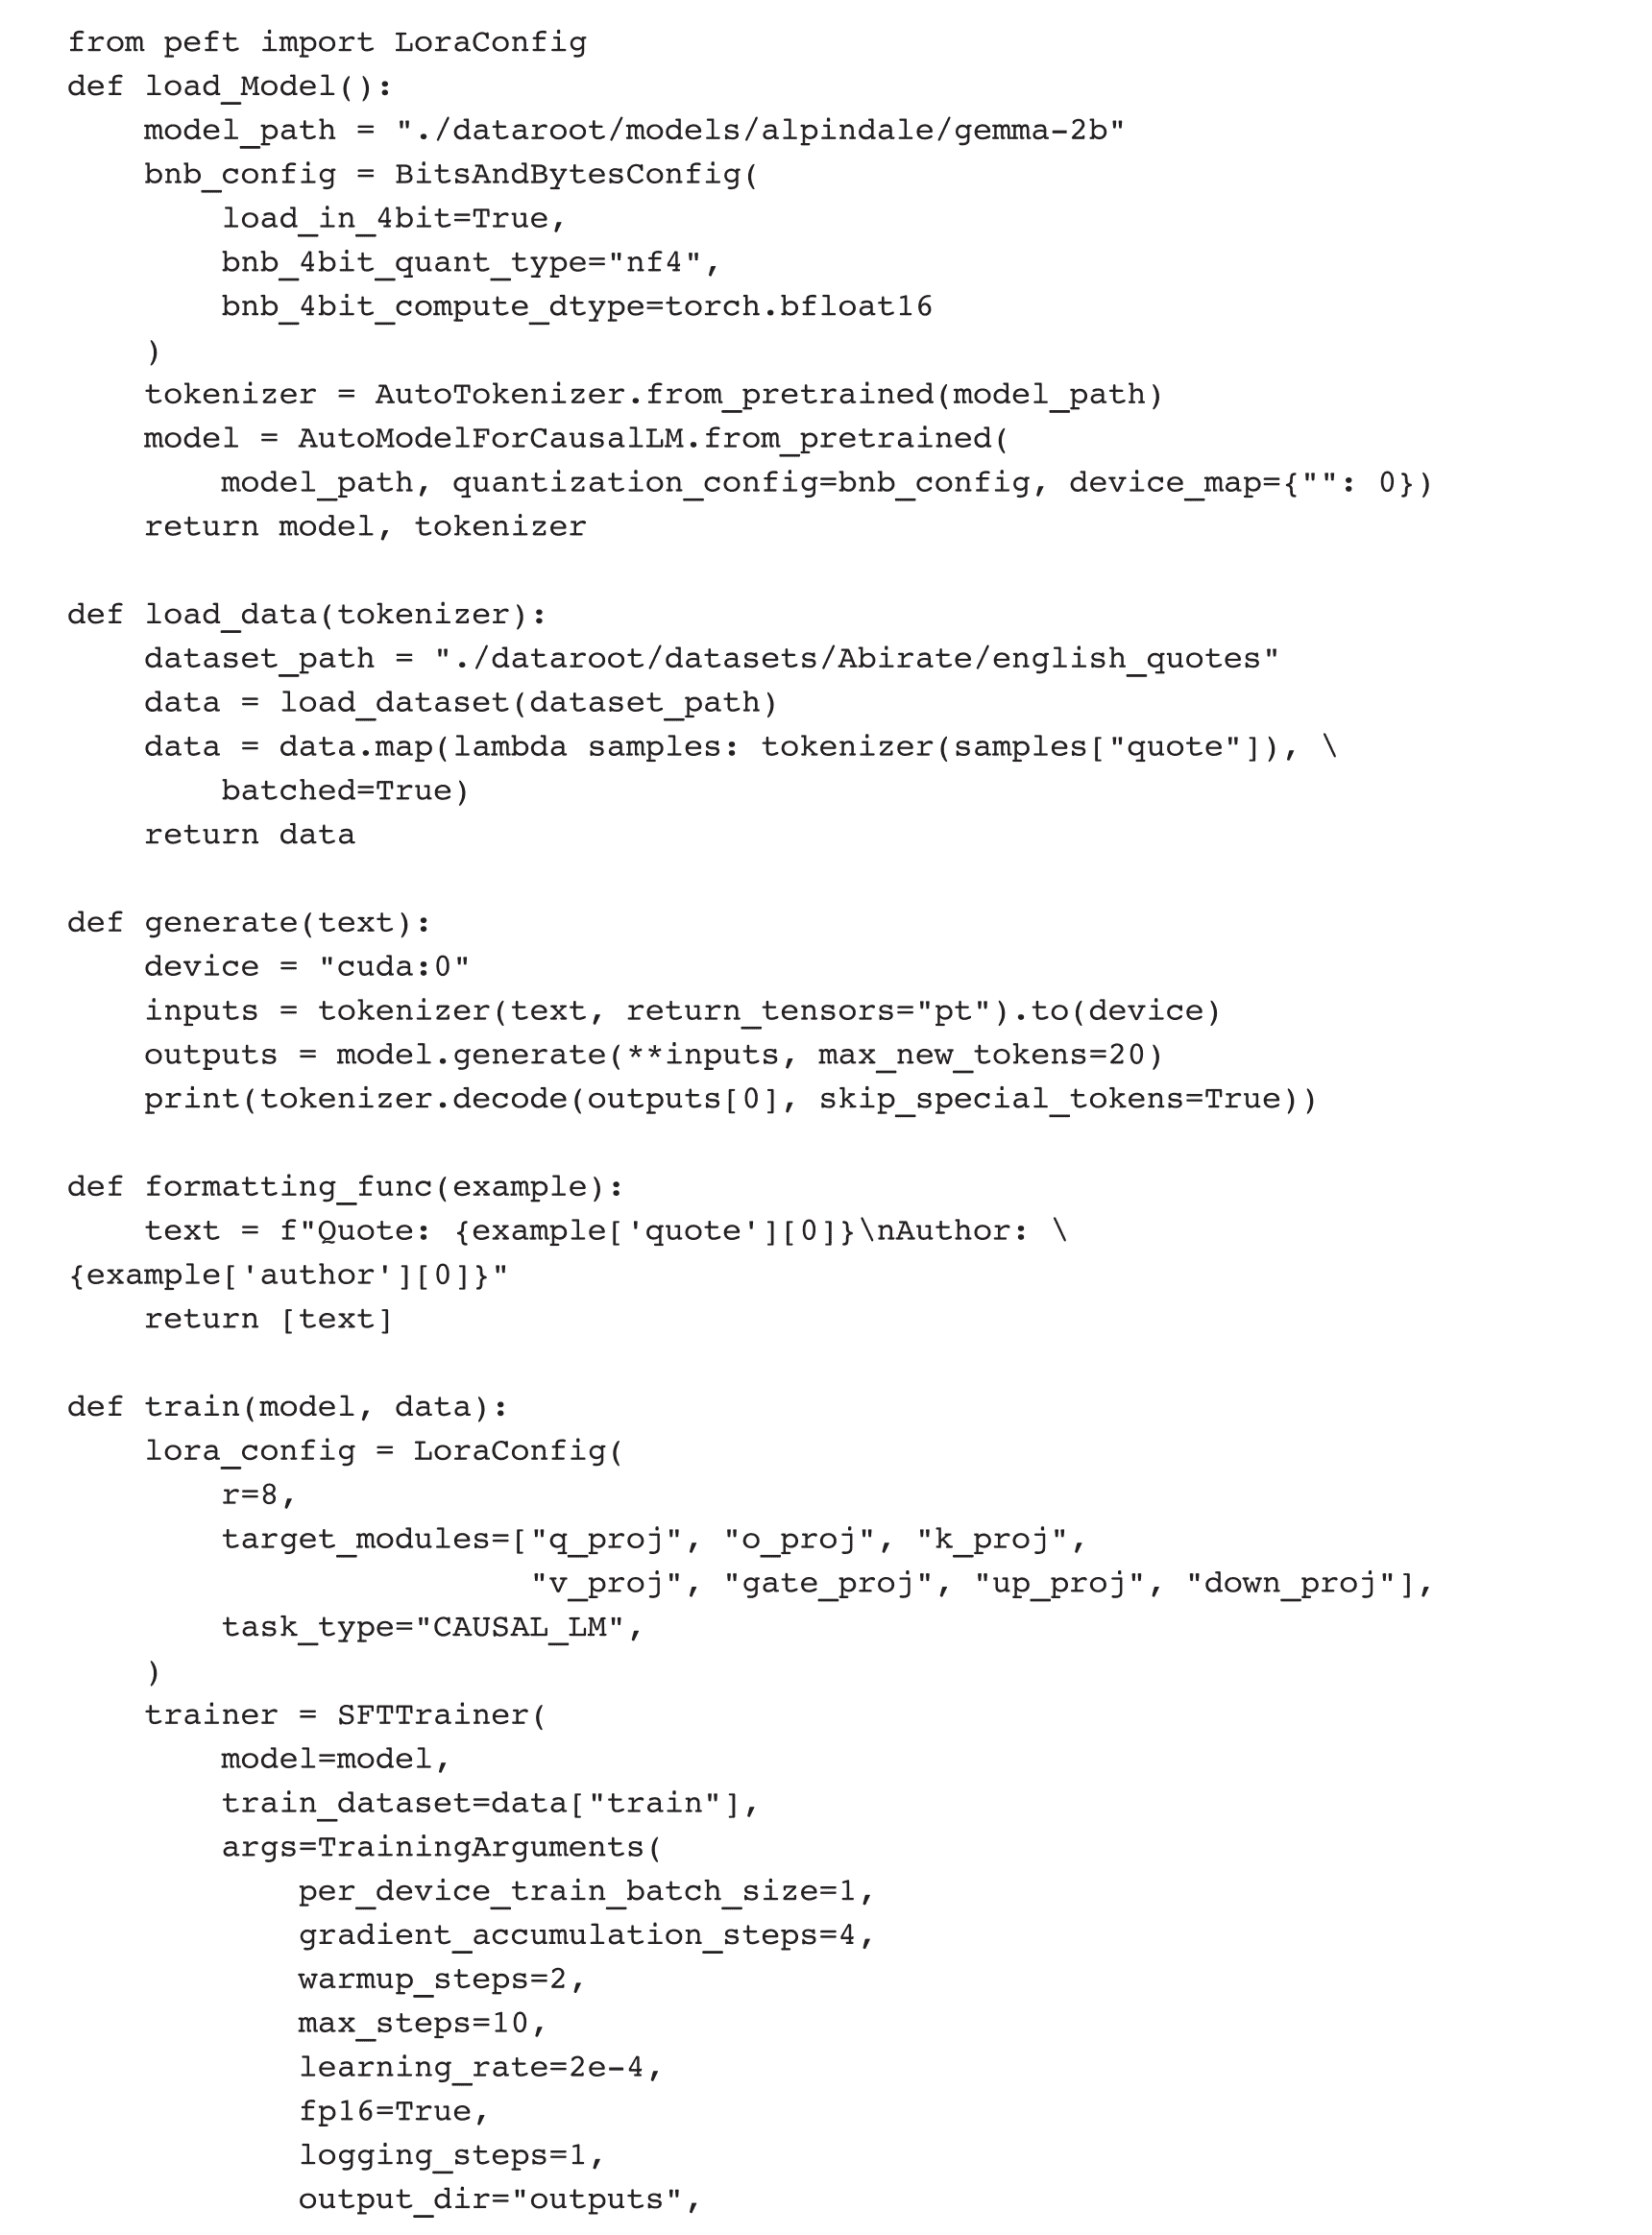 from peft import LoraConfig
def load_Model():
    model_path = "./dataroot/models/alpindale/gemma-2b"
    bnb_config = BitsAndBytesConfig(
        load_in_4bit=True,
        bnb_4bit_quant_type="nf4",
        bnb_4bit_compute_dtype=torch.bfloat16
    )
    tokenizer = AutoTokenizer.from_pretrained(model_path)
    model = AutoModelForCausalLM.from_pretrained(
        model_path, quantization_config=bnb_config, device_map={"": 0})
    return model, tokenizer

def load_data(tokenizer):
    dataset_path = "./dataroot/datasets/Abirate/english_quotes"
    data = load_dataset(dataset_path)
    data = data.map(lambda samples: tokenizer(samples["quote"]), \
        batched=True)
    return data

def generate(text):
    device = "cuda:0"
    inputs = tokenizer(text, return_tensors="pt").to(device)
    outputs = model.generate(**inputs, max_new_tokens=20)
    print(tokenizer.decode(outputs[0], skip_special_tokens=True))

def formatting_func(example):
    text = f"Quote: {example['quote'][0]}\nAuthor: \
{example['author'][0]}"
    return [text]

def train(model, data):
    lora_config = LoraConfig(
        r=8,
        target_modules=["q_proj", "o_proj", "k_proj",
                        "v_proj", "gate_proj", "up_proj", "down_proj"],
        task_type="CAUSAL_LM",
    )
    trainer = SFTTrainer(
        model=model,
        train_dataset=data["train"],
        args=TrainingArguments(
            per_device_train_batch_size=1,
            gradient_accumulation_steps=4,
            warmup_steps=2,
            max_steps=10,
            learning_rate=2e-4,
            fp16=True,
            logging_steps=1,
            output_dir="outputs",